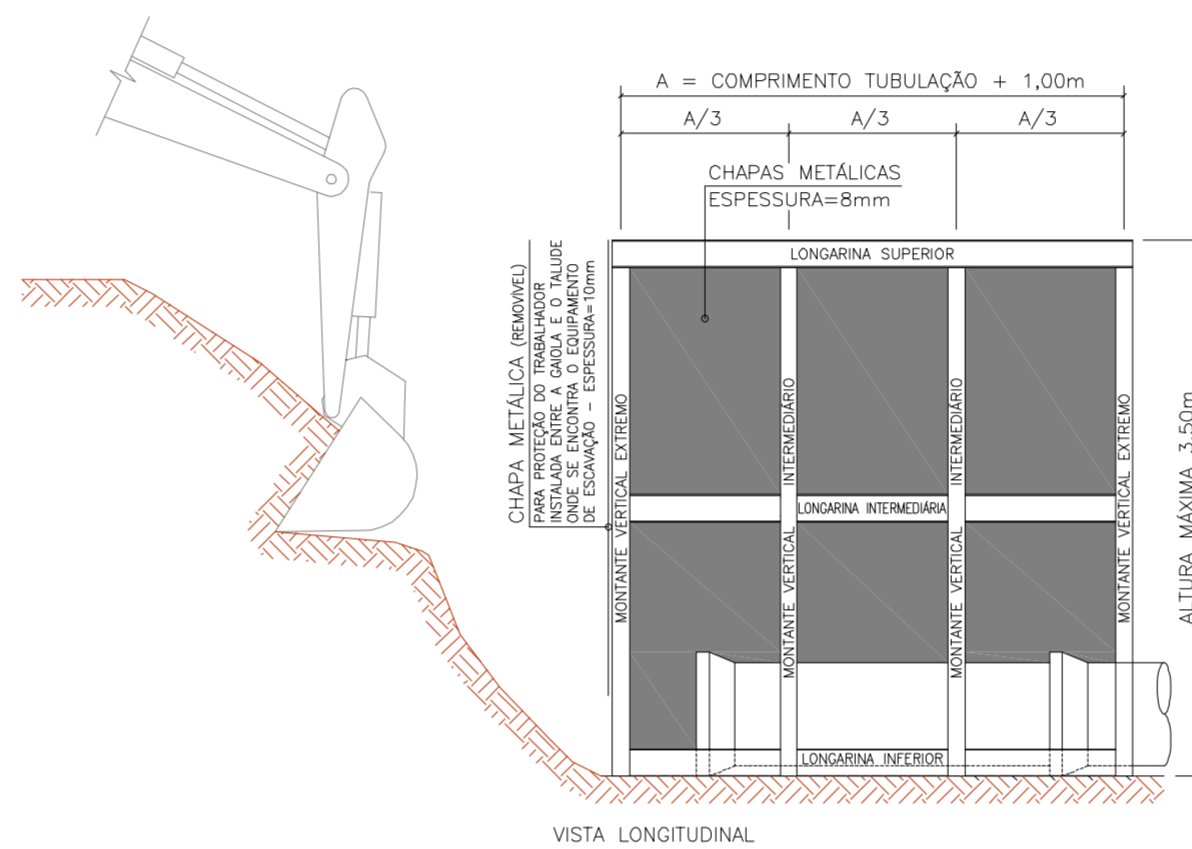 A = COMPRIMENTO TUBULAÇÃO + 1,00m
A/3
A/3
A/3
CHAPAS METÁLICAS
ESPESSURA=8mm
LONGARINA SUPERIOR
CHAPA METÁLICA (REMOVÍVEL)
PARA PROTEÇÃO DO TRABALHADOR
INSTALADA ENTRE A GAIOLA E O TALUDE
ONDE SE ENCONTRA O EQUIPAMENTO
DE ESCAVAÇÃO - ESPESSURA=10mm
MONTANTE VERTICAL EXTREMO
MONTANTE VERTICAL INTERMEDIÁRIO
LONGARINA INTERMEDIÁRIA
MONTANTE VERTICAL INTERMEDIÁRIO
MONTANTE VERTICAL EXTREMO
ALTURA MÁXIMA 3,50m
LONGARINA INFERIOR
VISTA LONGITUDINAL